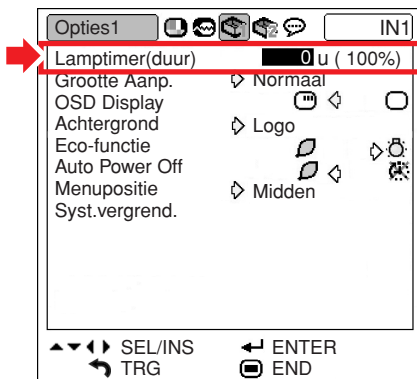 Opties1 IN1
Lamptimer(duur) 0 u ( 100%)
Grootte Aanp. Normaal
OSD Display
Achtergrond Logo
Eco-functie
Auto Power Off
Menupositie Midden
Syst.vergrend.
SEL/INS ENTER
TRG END